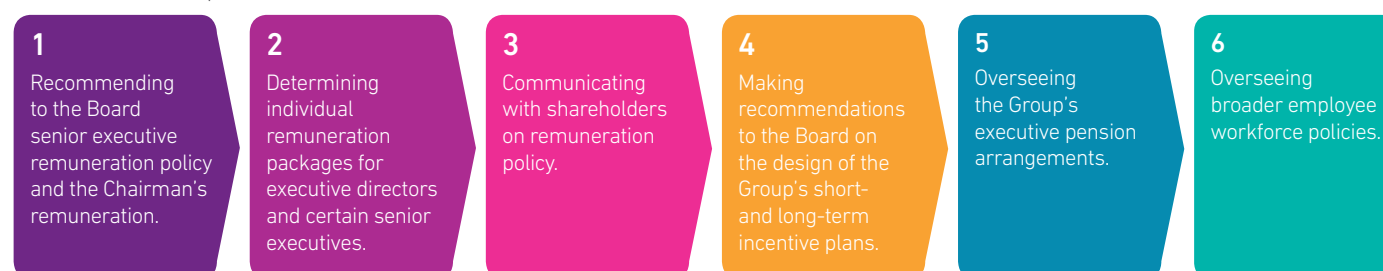 1
Recommending
to the Board
senior executive
remuneration policy
and the Chairman's
remuneration.
2
Determining
individual
remuneration
packages for
executive directors
and certain senior
executives.
3
Communicating
with shareholders
on remuneration
policy.
4
Making
recommendations
to the Board on
the design of the
Group's short-
and long-term
incentive plans.
5
Overseeing
the Group's
executive pension
arrangements.
6
Overseeing
broader employee
workforce policies.